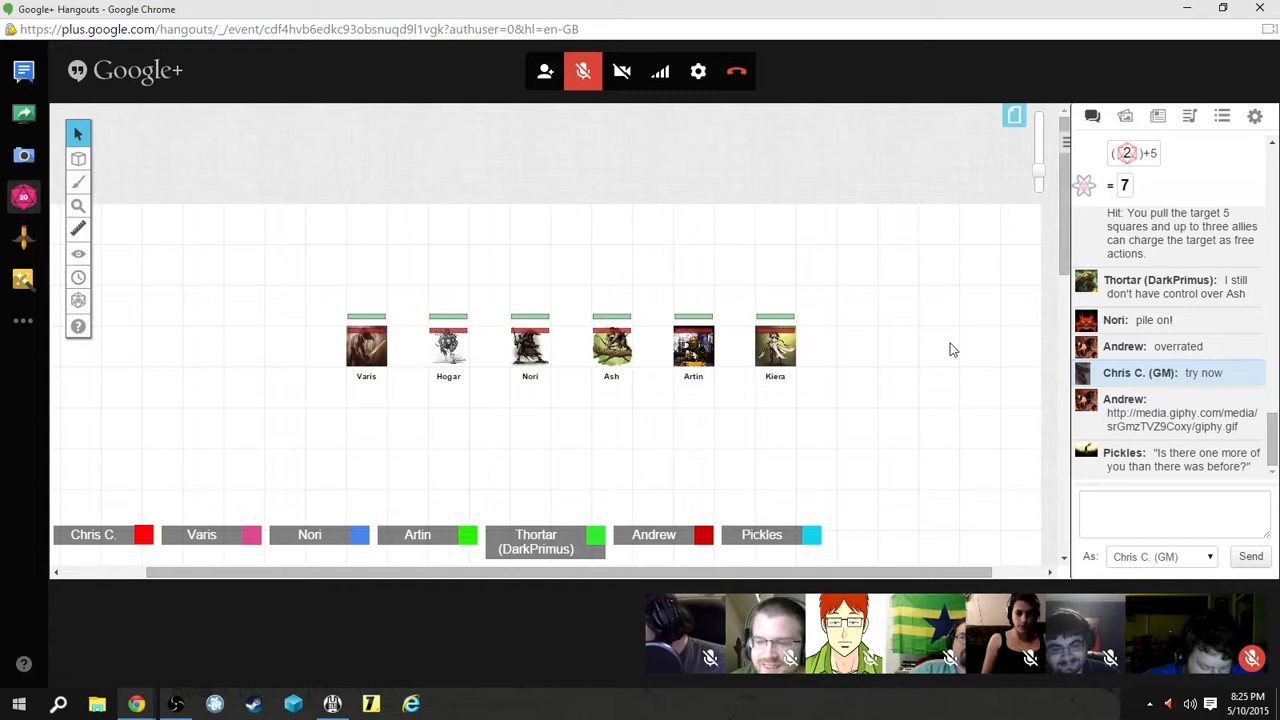 Google+ Hangouts - Google Chrome
https://plus.google.com/hangouts/_/event/cdf4hvb6edkc93obsnuqd9l1vgk?authuser=0&hl=en-GB
Google+
20
( 2 )+5
= 7
Hit: You pull the target 5
squares and up to three allies
can charge the target as free
actions.
Thortar (DarkPrimus): I still
don't have control over Ash
Nori: pile on!
Andrew: overrated
Chris C. (GM): try now
Andrew:
http://media.giphy.com/media/
srGmzTVZ9Coxy/giphy.gif
Pickles: "Is there one more of
you than there was before?"
Varis Hogar Nori Ash Artin Kiera
Chris C. Varis Nori Artin Thortar
(DarkPrimus) Andrew Pickles
As: Chris C. (GM) Send
8:25 PM
5/10/2015